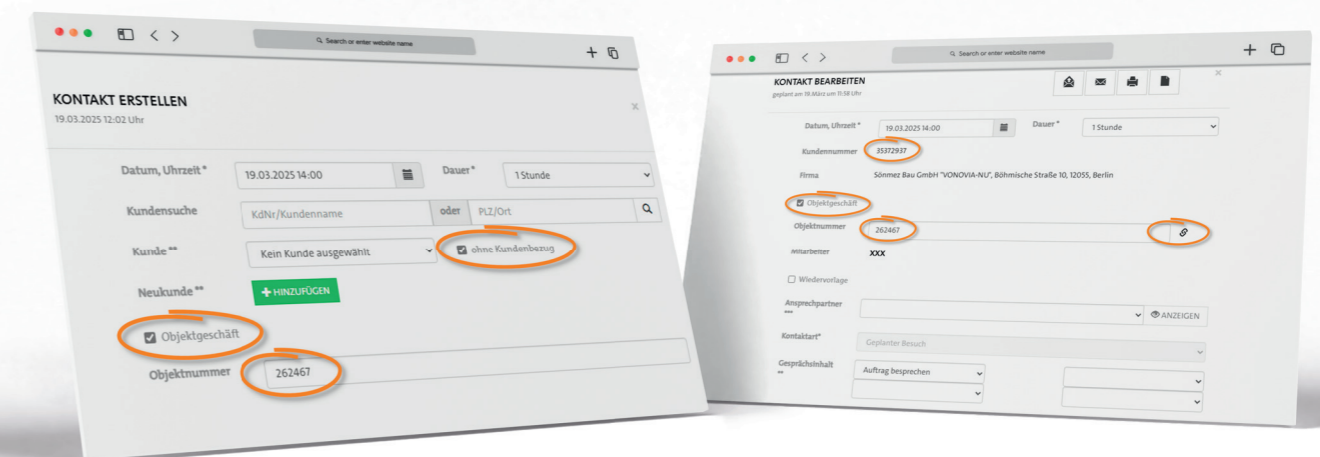 Search or enter website name
KONTAKT ERSTELLEN
19.03.2025 12:02 Uhr
Datum, Uhrzeit *
19.03.2025 14:00
Dauer *
1 Stunde
Kundensuche
KdNr/Kundenname
oder
PLZ/Ort
Kunde **
Kein Kunde ausgewählt
ohne Kundenbezug
Neukunde **
+ HINZUFÜGEN
Objektgeschäft
Objektnummer
262467
Search or enter website name
KONTAKT BEARBEITEN
geplant am 19.März um 11:58 Uhr
Datum, Uhrzeit *
19.03.2025 14:00
Dauer *
1 Stunde
Kundennummer
35372937
Firma
Sönmez Bau GmbH "VONOVIA-NU", Böhmische Straße 10, 12055, Berlin
Objektgeschäft
Objektnummer
262467
Mitarbeiter
XXX
Wiedervorlage
Ansprechpartner
***
ANZEIGEN
Kontaktart*
Geplanter Besuch
Gesprächsinhalt
**
Auftrag besprechen